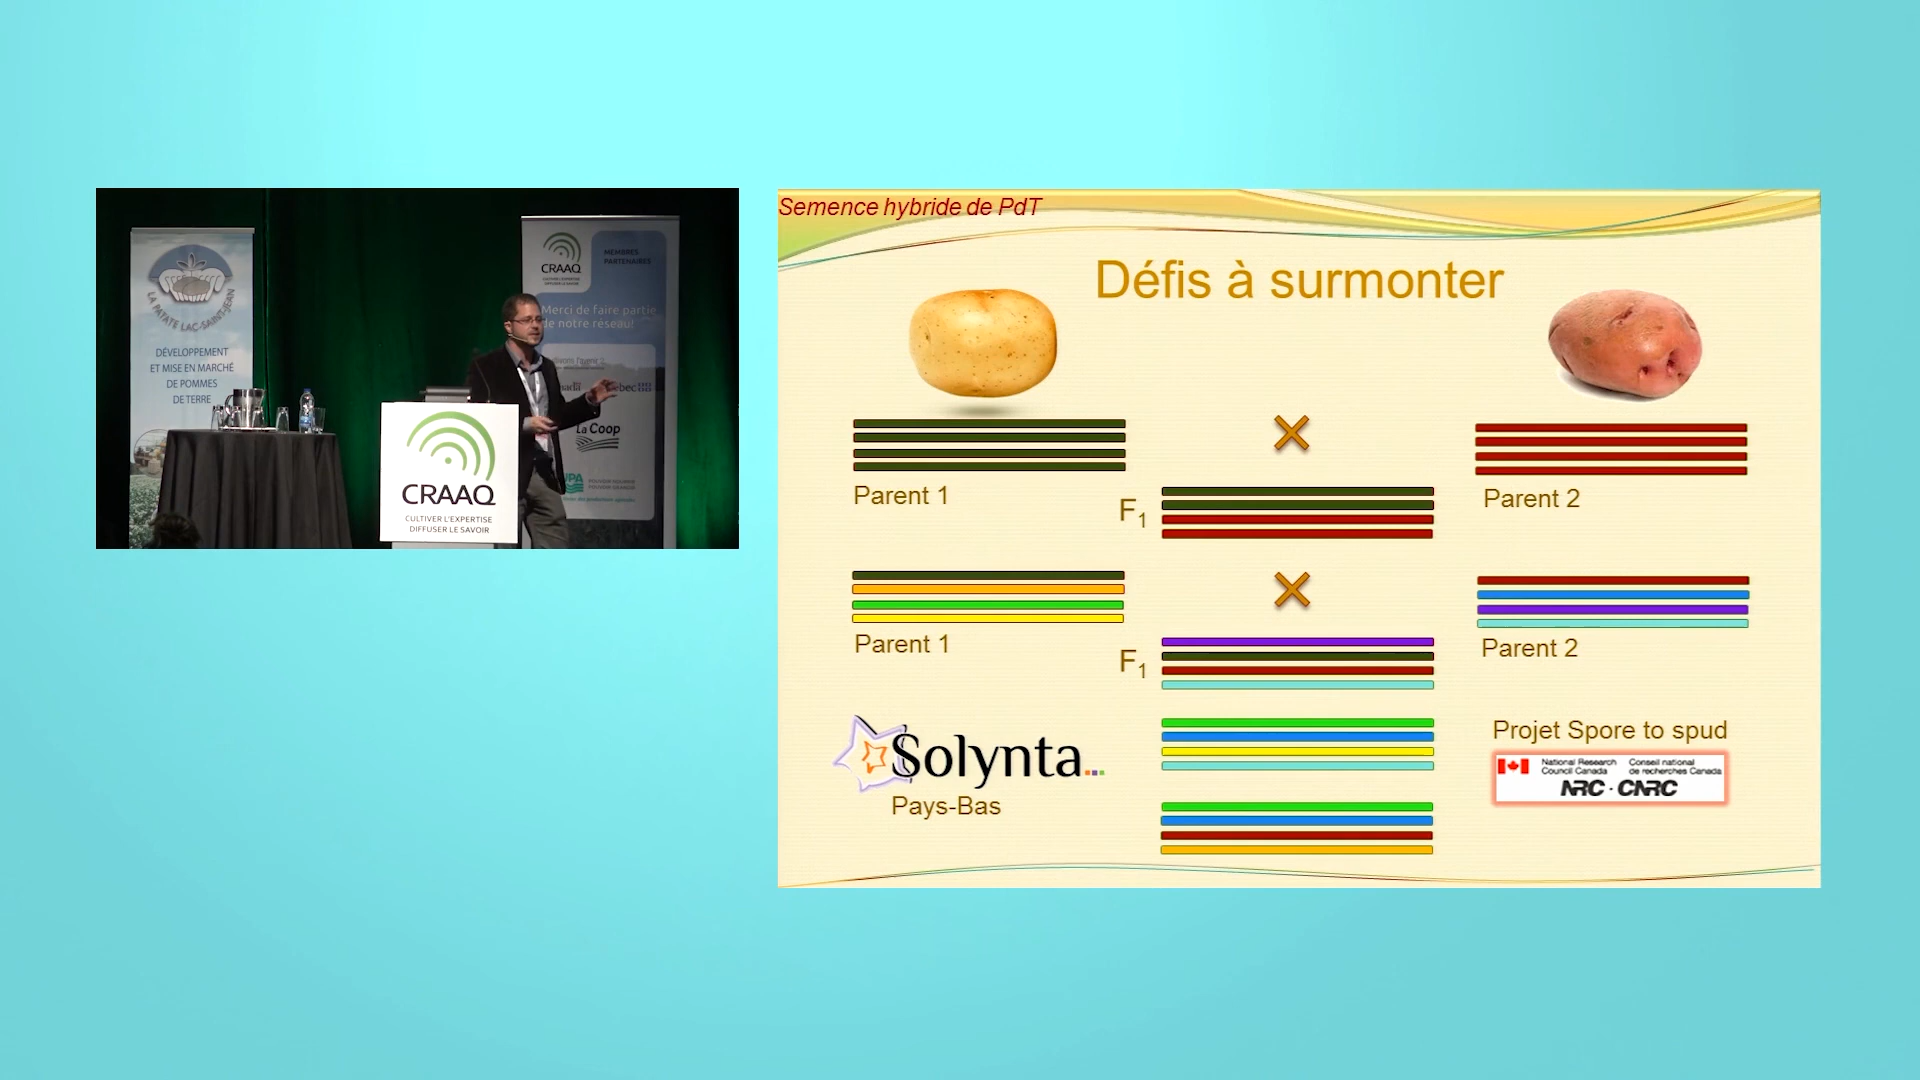 LA PATATE LAC-SAINT-JEAN
DÉVELOPPEMENT
ET MISE EN MARCHÉ
DE POMMES
DE TERRE
CRAAQ
MEMBRES
PARTENAIRES
Merci de faire partie
de notre réseau!
La Coop
UPA
CRAAQ
CULTIVER L'EXPERTISE
DIFFUSER LE SAVOIR
Semence hybride de PdT
Défis à surmonter
Parent 1
F1
Parent 2
Parent 1
F1
Parent 2
Solynta...
Pays-Bas
Projet Spore to spud
National Research Conseil national
Council Canada de recherches Canada
NRC · CNRC